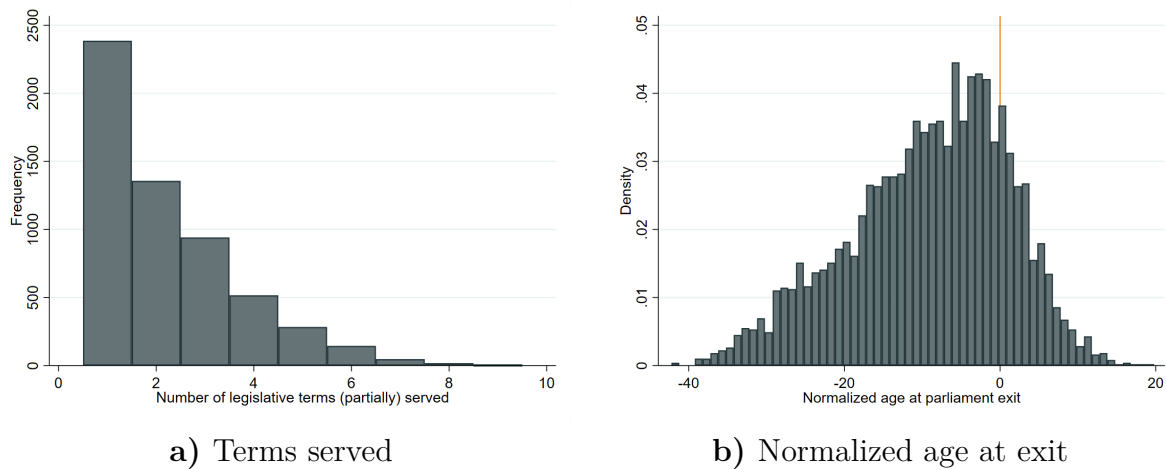 2500
2000
1500
1000
500
0
Frequency
0 2 4 6 8 10
Number of legislative terms (partially) served
a) Terms served
.05
.04
.03
.02
.01
0
Density
-40 -20 0 20
Normalized age at parliament exit
b) Normalized age at exit